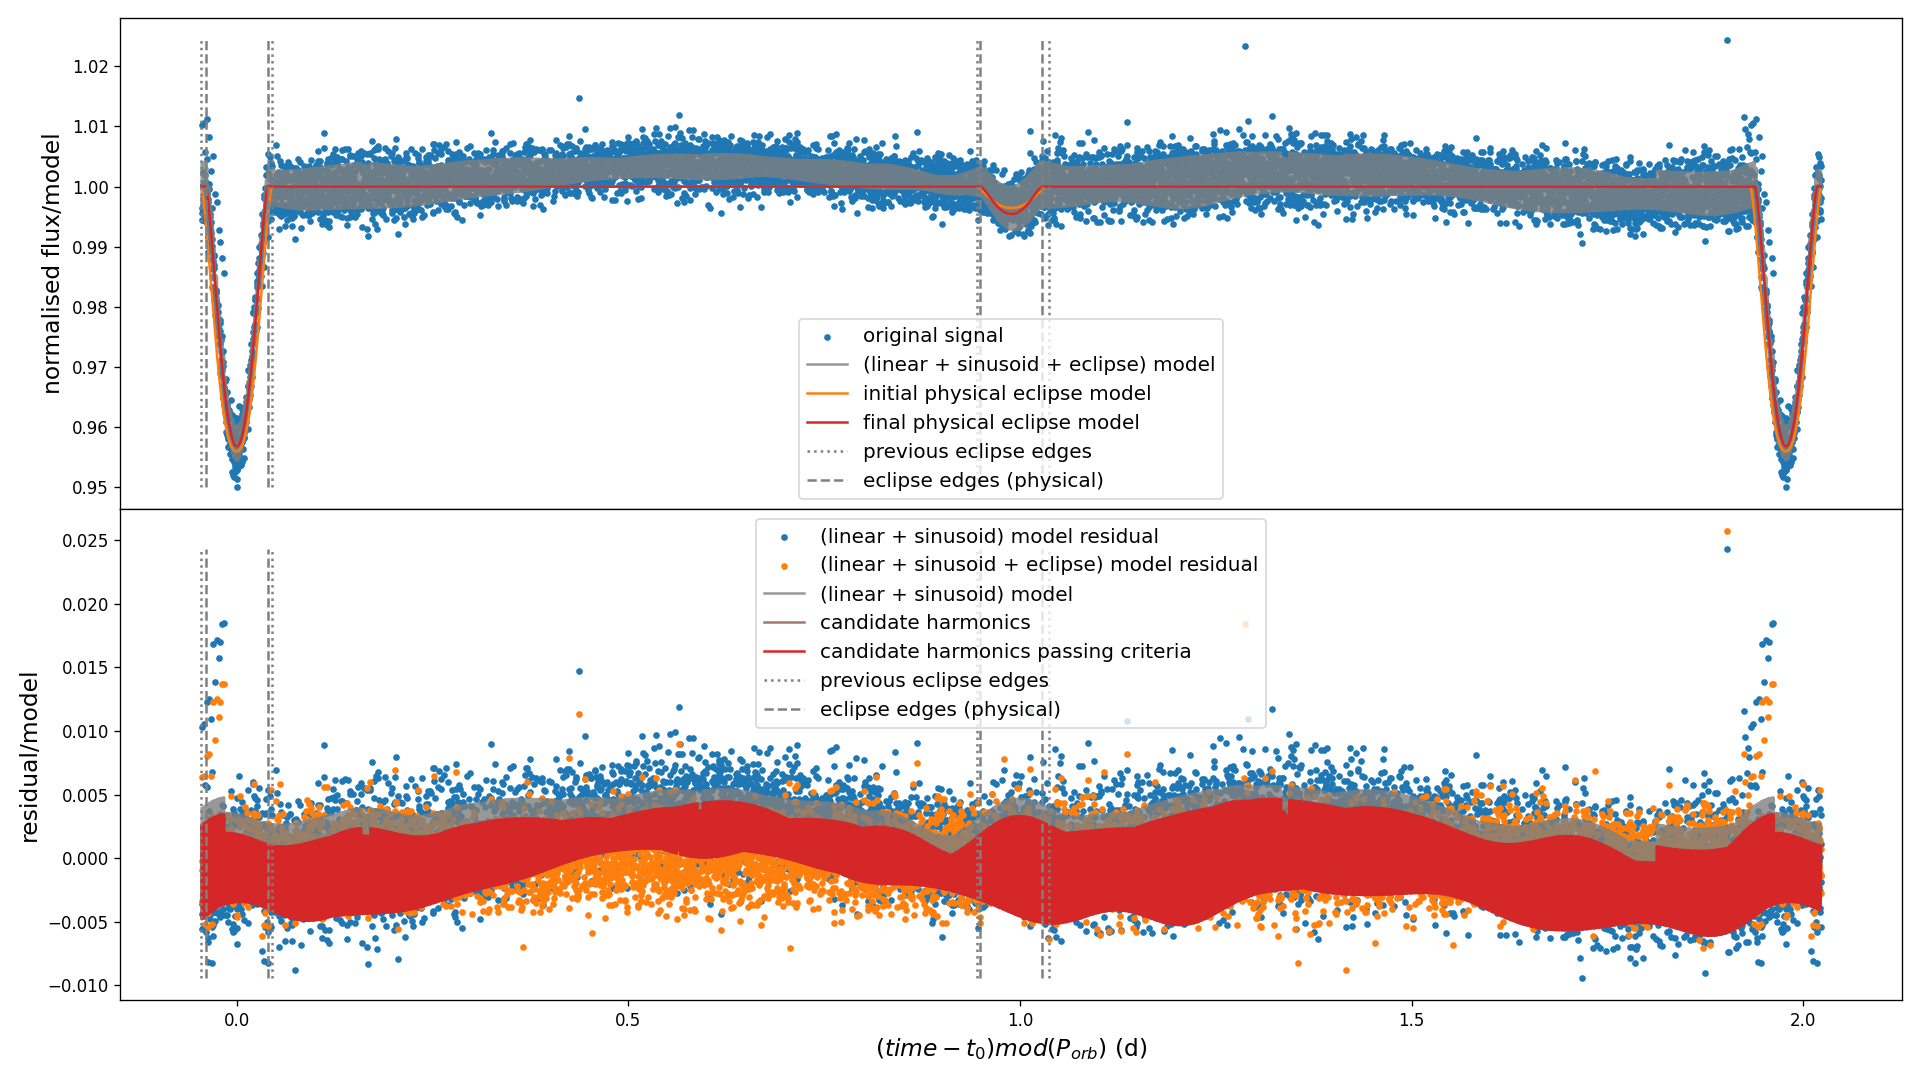 normalised flux/model
1.02
1.01
1.00
0.99
0.98
0.97
0.96
0.95
original signal
(linear + sinusoid + eclipse) model
initial physical eclipse model
final physical eclipse model
previous eclipse edges
eclipse edges (physical)
residual/model
0.025
0.020
0.015
0.010
0.005
0.000
−0.005
−0.010
(linear + sinusoid) model residual
(linear + sinusoid + eclipse) model residual
(linear + sinusoid) model
candidate harmonics
candidate harmonics passing criteria
previous eclipse edges
eclipse edges (physical)
0.0 0.5 1.0 1.5 2.0
(time − t₀)mod(P_orb) (d)